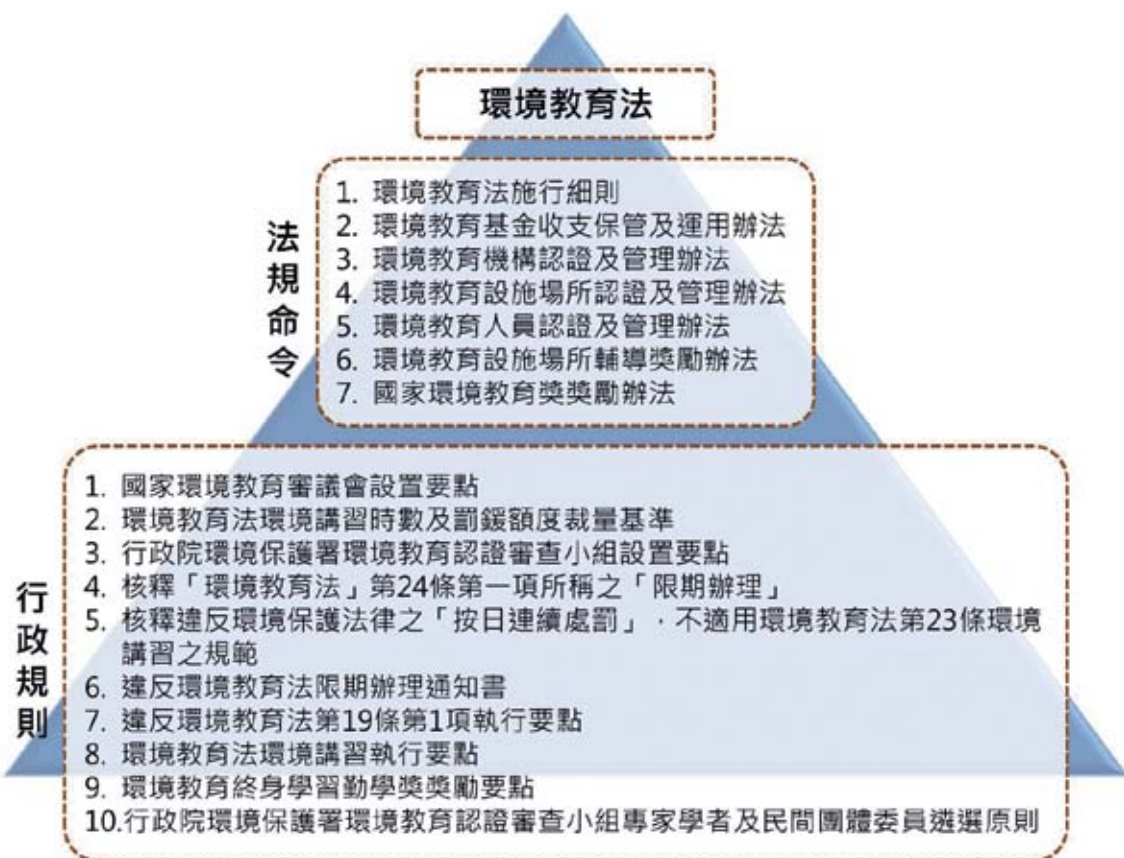 環境教育法
法規命令
1. 環境教育法施行細則
2. 環境教育基金收支保管及運用辦法
3. 環境教育機構認證及管理辦法
4. 環境教育設施場所認證及管理辦法
5. 環境教育人員認證及管理辦法
6. 環境教育設施場所輔導獎勵辦法
7. 國家環境教育獎獎勵辦法
行政規則
1. 國家環境教育審議會設置要點
2. 環境教育法環境講習時數及罰鍰額度裁量基準
3. 行政院環境保護署環境教育認證審查小組設置要點
4. 核釋「環境教育法」第24條第一項所稱之「限期辦理」
5. 核釋違反環境保護法律之「按日連續處罰」，不適用環境教育法第23條環境
講習之規範
6. 違反環境教育法限期辦理通知書
7. 違反環境教育法第19條第1項執行要點
8. 環境教育法環境講習執行要點
9. 環境教育終身學習勤學獎獎勵要點
10.行政院環境保護署環境教育認證審查小組專家學者及民間團體委員遴選原則